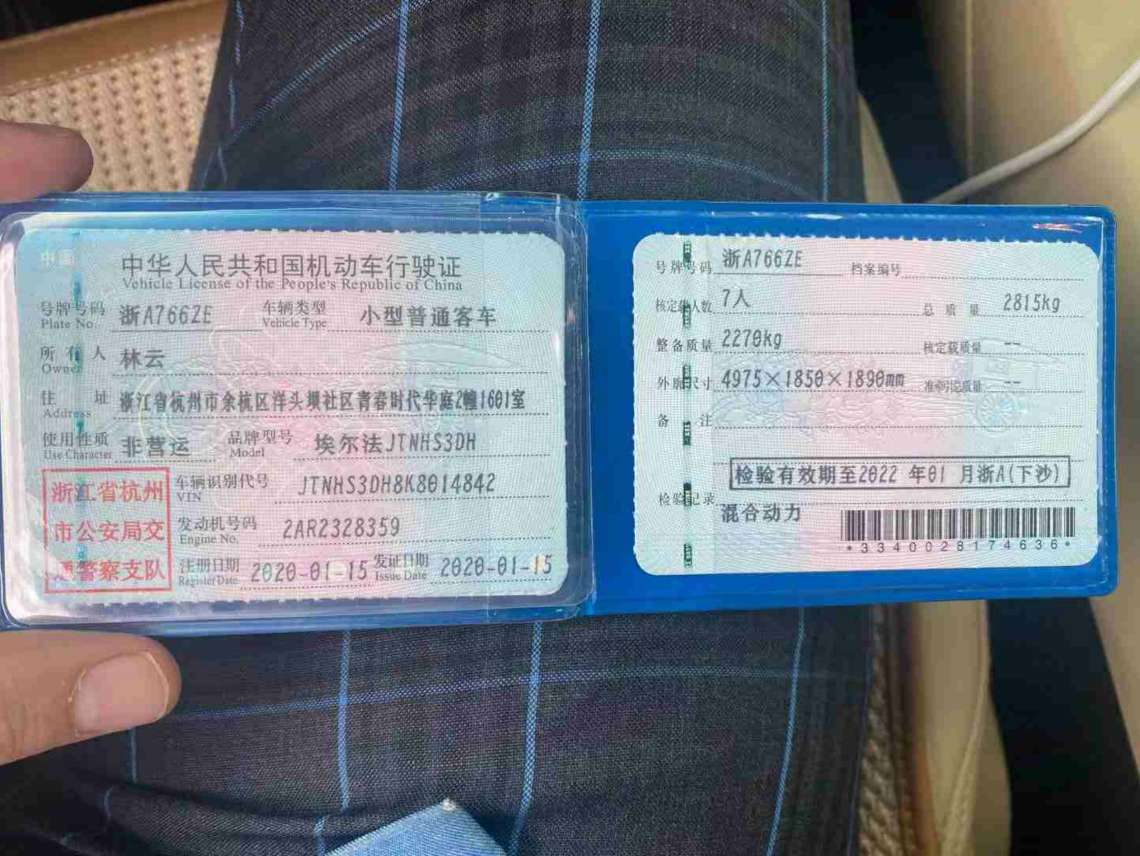 中华人民共和国机动车行驶证
Vehicle License of the People's Republic of China
号牌号码 浙A766ZE 车辆类型 小型普通客车
Plate No. Vehicle Type
所有人 林云
Owner
住址 浙江省杭州市余杭区洋头坝社区青春时代华庭2幢1601室
Address
使用性质 非营运 品牌型号 埃尔法JTNHS3DH
Use Character Model
浙江省杭州
市公安局交
通警察支队
车辆识别代号 JTNHS3DH8K8014842
VIN
发动机号码 2AR2328359
Engine No.
注册日期 2020-01-15 发证日期 2020-01-15
Register Date Issue Date
号牌号码 浙A766ZE 档案编号
核定载人数 7人 总质量 2815kg
整备质量 2270kg 核定载质量 --
外廓尺寸 4975×1850×1890mm 准牵引总质量 --
备注
检验有效期至2022年01月浙A(下沙)
检验记录
混合动力
*3340028174636*